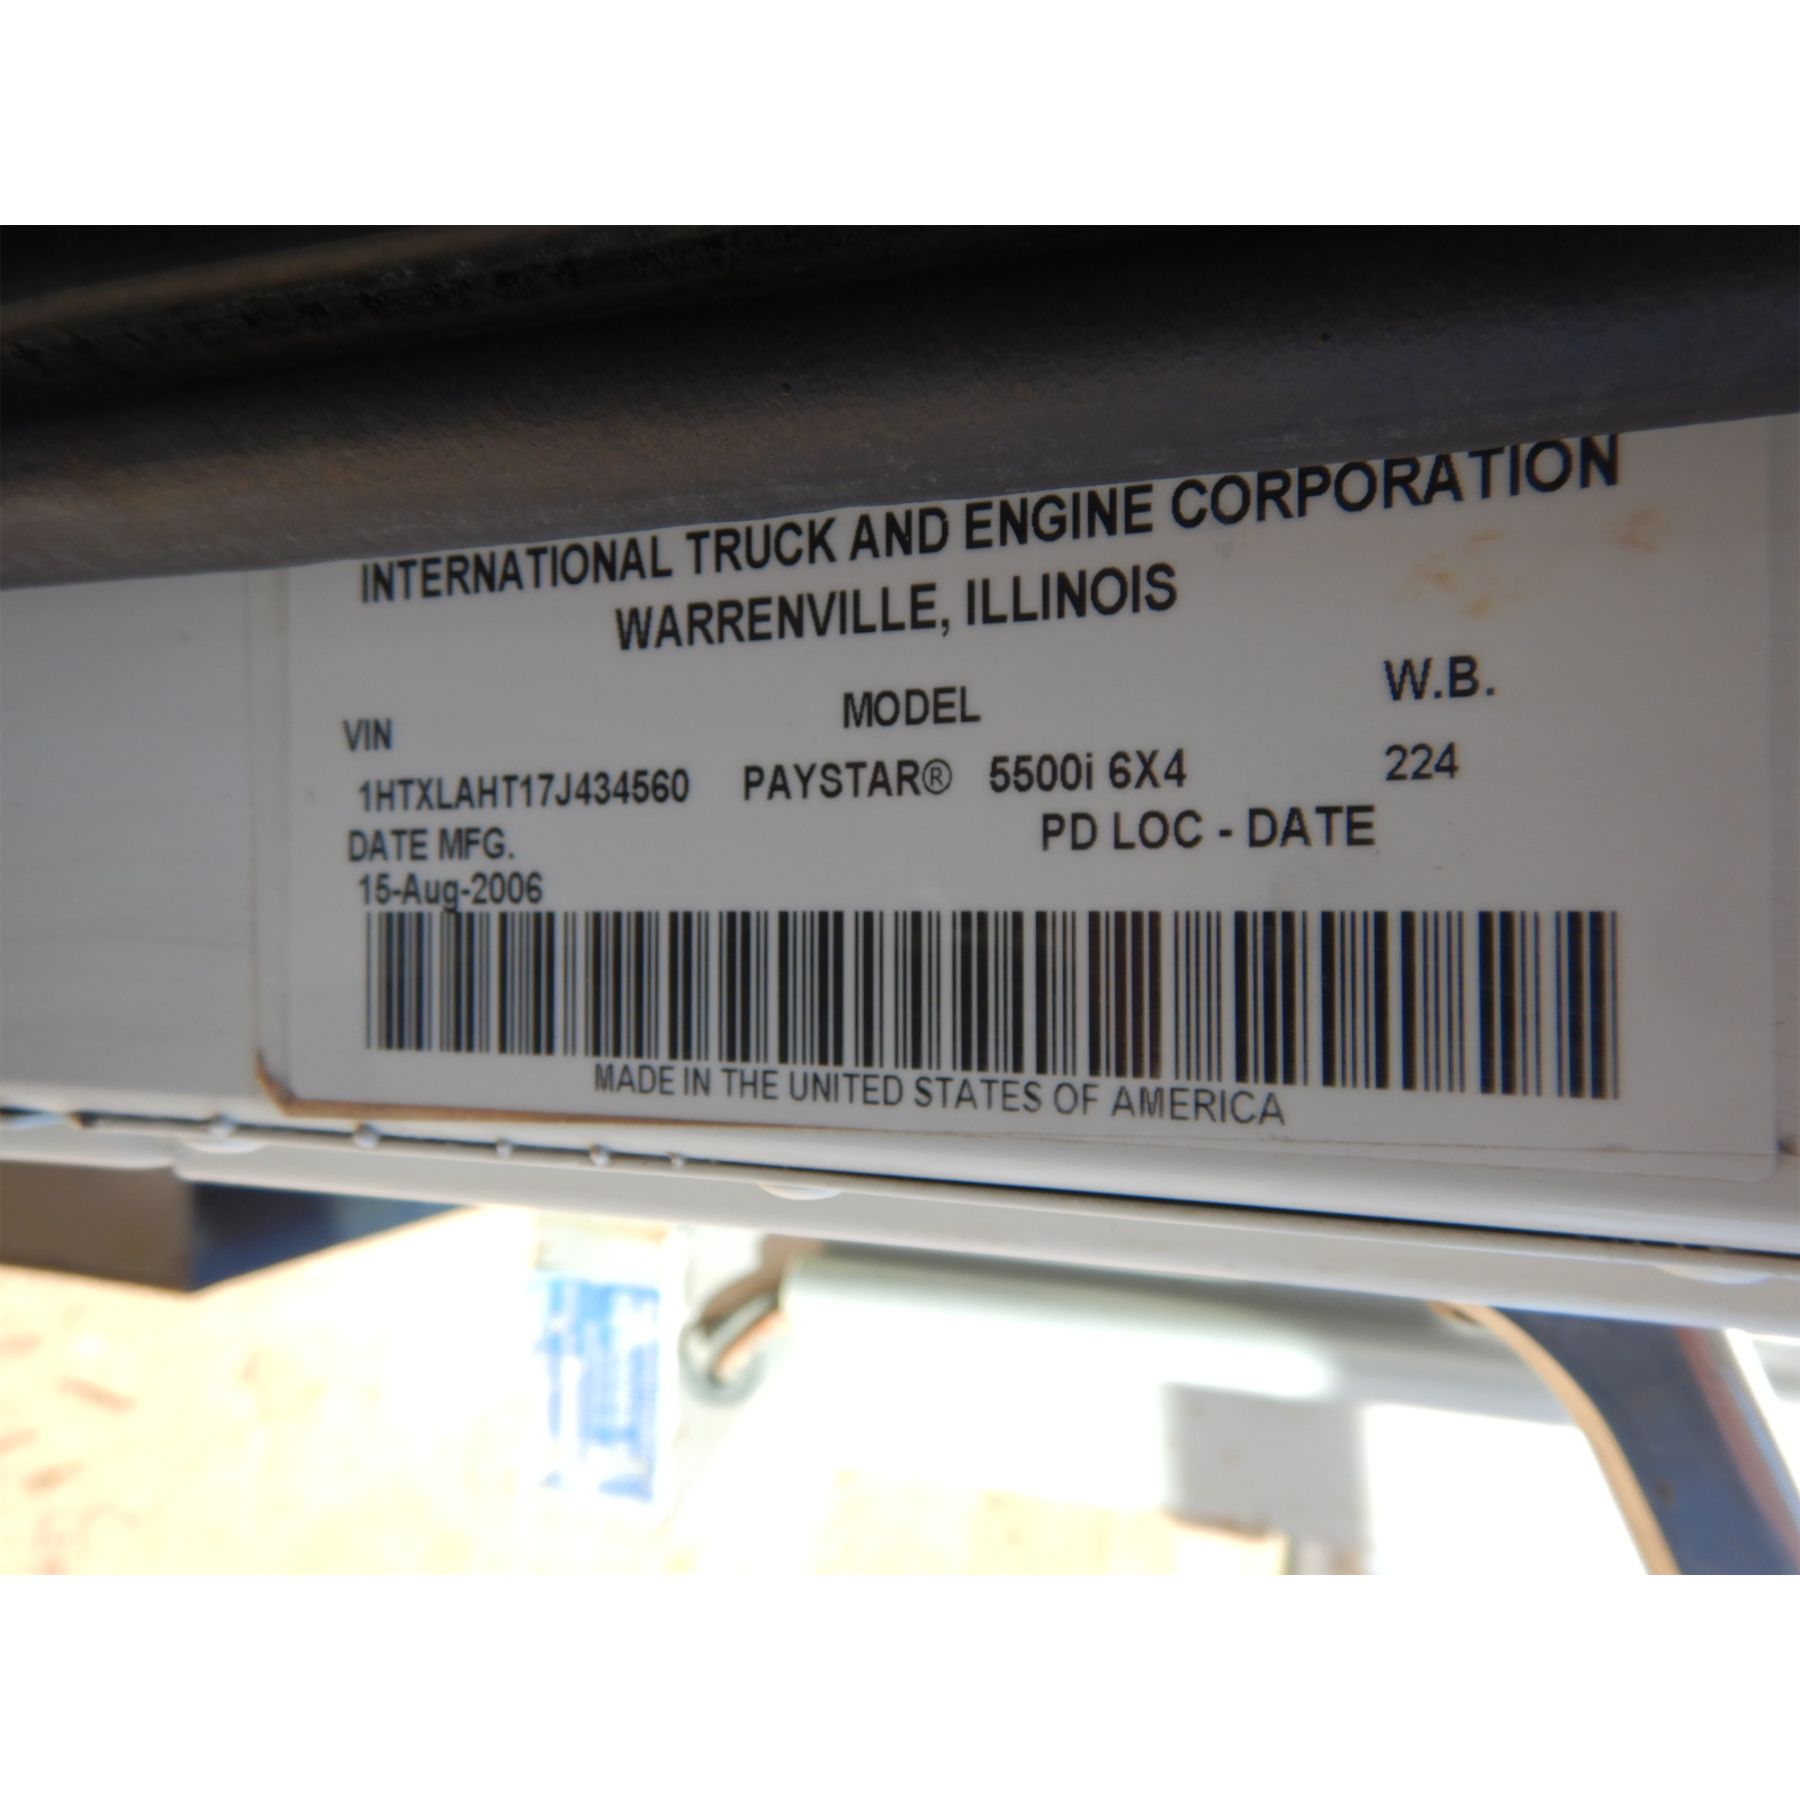 INTERNATIONAL TRUCK AND ENGINE CORPORATION
WARRENVILLE, ILLINOIS
VIN MODEL W.B.
1HTXLAHT17J434560 PAYSTAR® 5500i 6X4 224
DATE MFG. PD LOC - DATE
15-Aug-2006
MADE IN THE UNITED STATES OF AMERICA